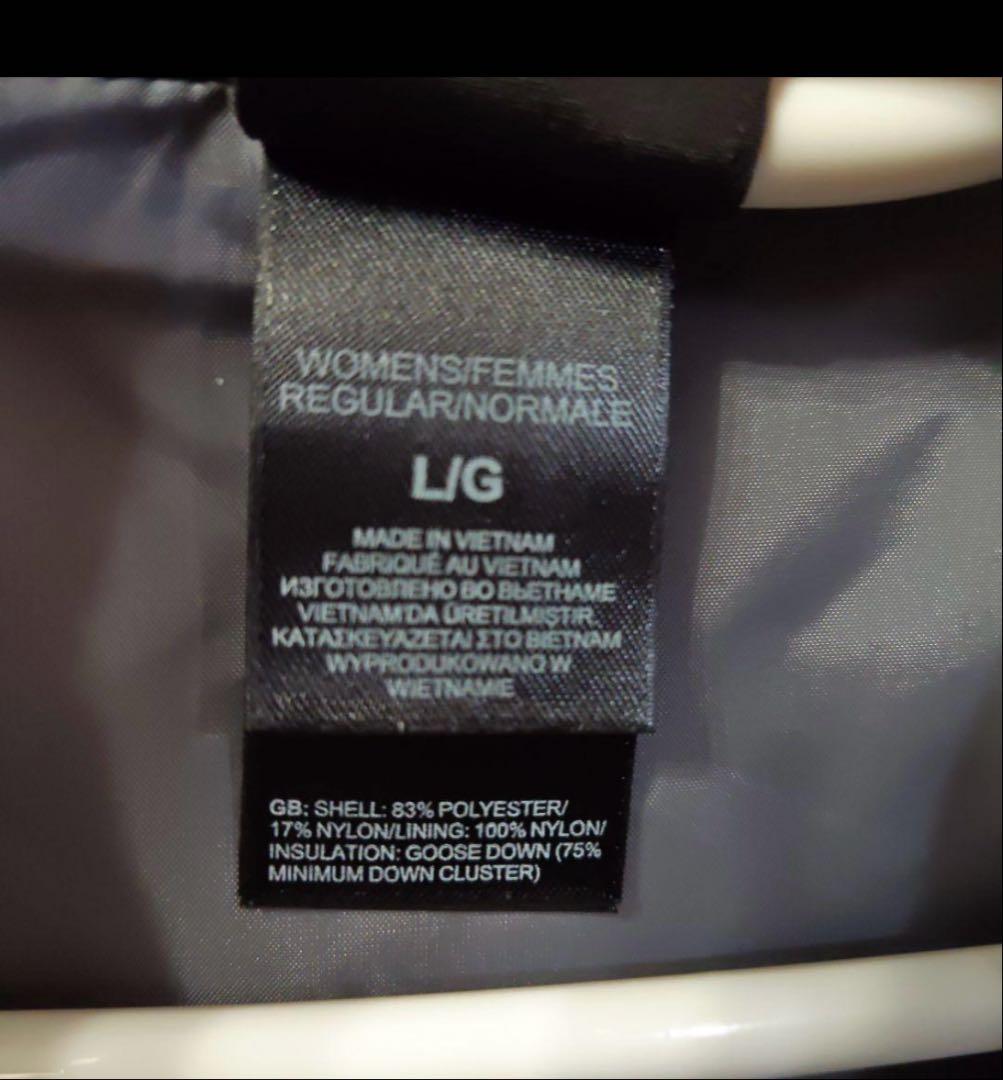 WOMENS/FEMMES
REGULAR/NORMALE
L/G
MADE IN VIETNAM
FABRIQUÉ AU VIETNAM
ИЗГОТОВЛЕНО ВО ВЬЕТНАМЕ
VIETNAM'DA ÜRETILMIŞTIR.
ΚΑΤΑΣΚΕΥΑΖΕΤΑΙ ΣΤΟ ΒΙΕΤΝΑΜ
WYPRODUKOWANO W
WIETNAMIE
GB: SHELL: 83% POLYESTER/
17% NYLON/LINING: 100% NYLON/
INSULATION: GOOSE DOWN (75%
MINIMUM DOWN CLUSTER)